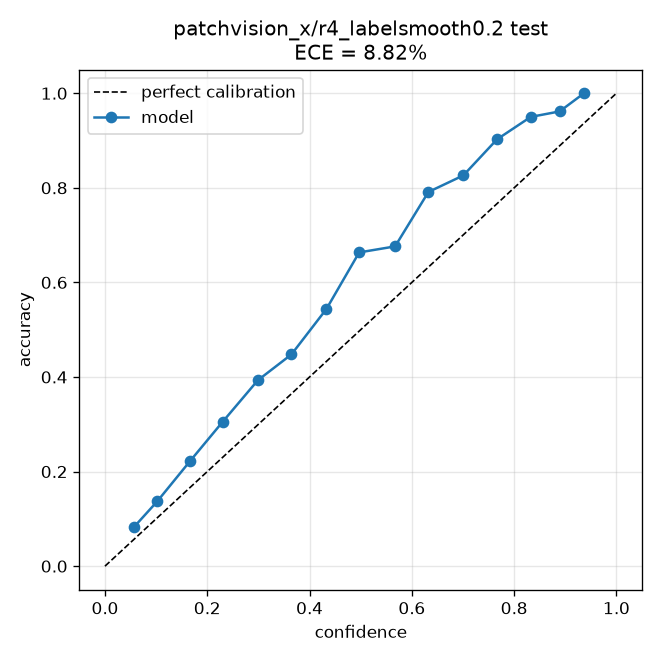 patchvision_x/r4_labelsmooth0.2 test
ECE = 8.82%
perfect calibration
model
1.0
0.8
0.6
0.4
0.2
0.0
accuracy
0.0 0.2 0.4 0.6 0.8 1.0
confidence